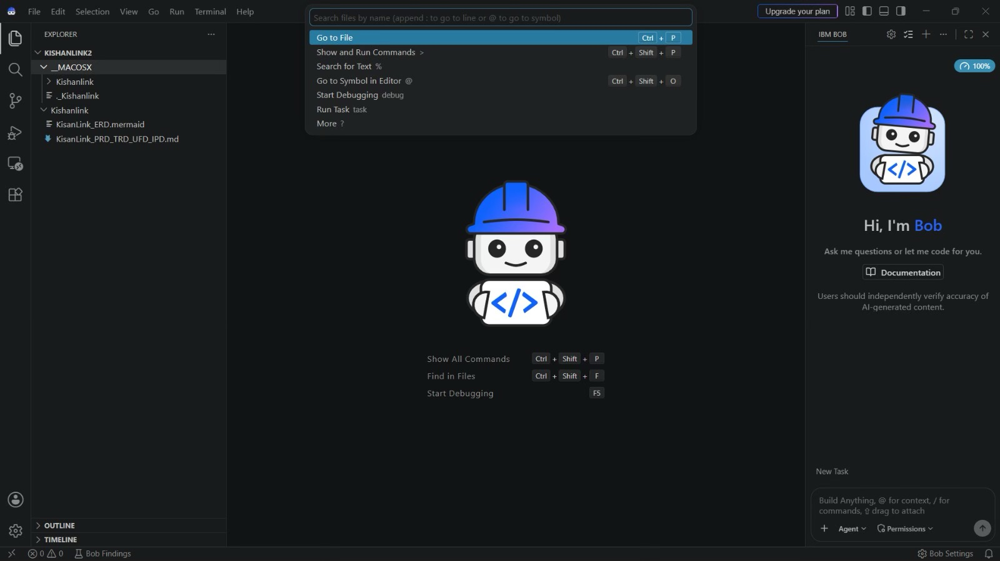 File Edit Selection View Go Run Terminal Help
Search files by name (append : to go to line or @ to go to symbol)
Upgrade your plan
Go to File Ctrl + P
Show and Run Commands > Ctrl + Shift + P
Search for Text %
Go to Symbol in Editor @ Ctrl + Shift + O
Start Debugging debug
Run Task task
More ?
EXPLORER
KISHANLINK2
__MACOSX
Kishanlink
._Kishanlink
Kishanlink
KisanLink_ERD.mermaid
KisanLink_PRD_TRD_UFD_IPD.md
OUTLINE
TIMELINE
</>
Show All Commands Ctrl + Shift + P
Find in Files Ctrl + Shift + F
Start Debugging F5
IBM BOB
100%
</>
Hi, I'm Bob
Ask me questions or let me code for you.
Documentation
Users should independently verify accuracy of
AI-generated content.
New Task
Build Anything, @ for context, / for
commands, ⇧ drag to attach
Agent Permissions
0 0 Bob Findings
Bob Settings